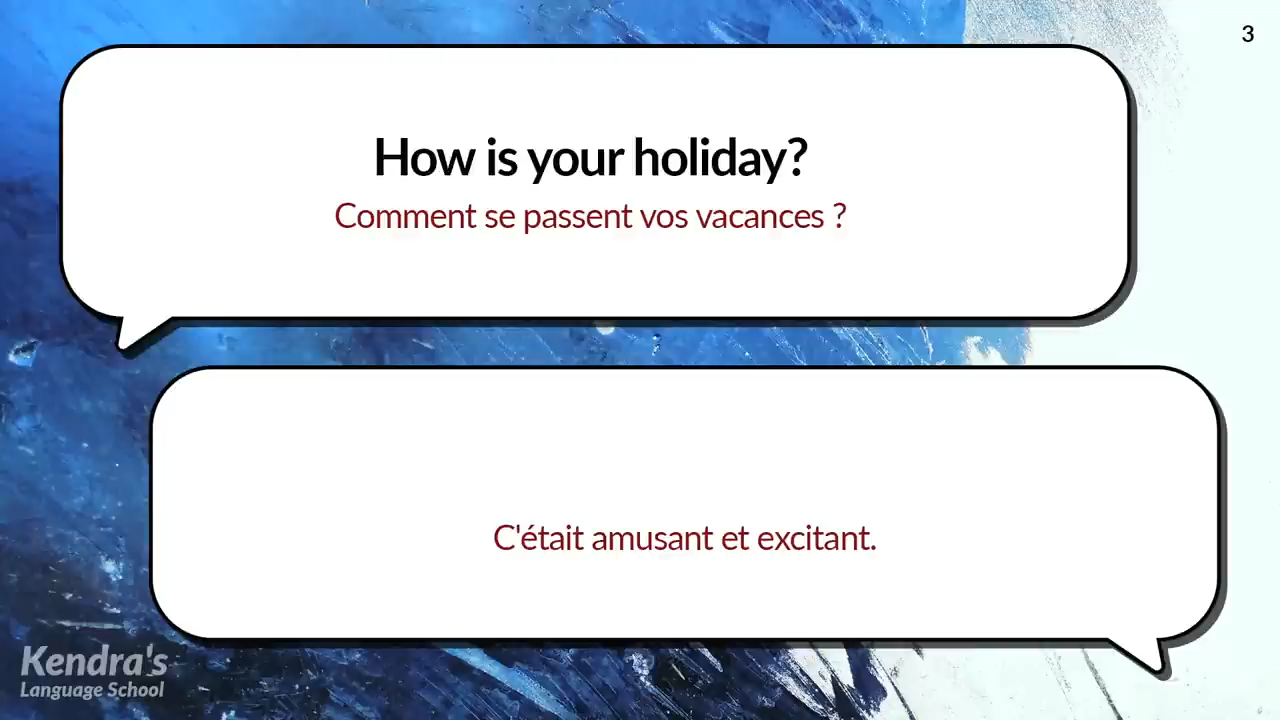 3
How is your holiday?
Comment se passent vos vacances ?
C'était amusant et excitant.
Kendra's
Language School